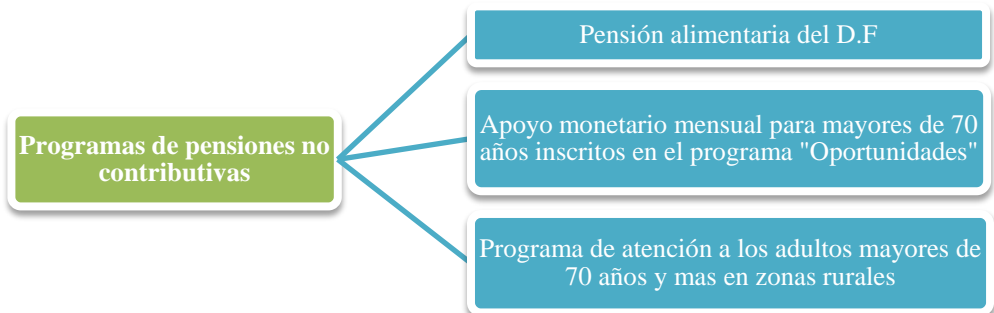 Programas de pensiones no
contributivas
Pensión alimentaria del D.F
Apoyo monetario mensual para mayores de 70
años inscritos en el programa "Oportunidades"
Programa de atención a los adultos mayores de
70 años y mas en zonas rurales